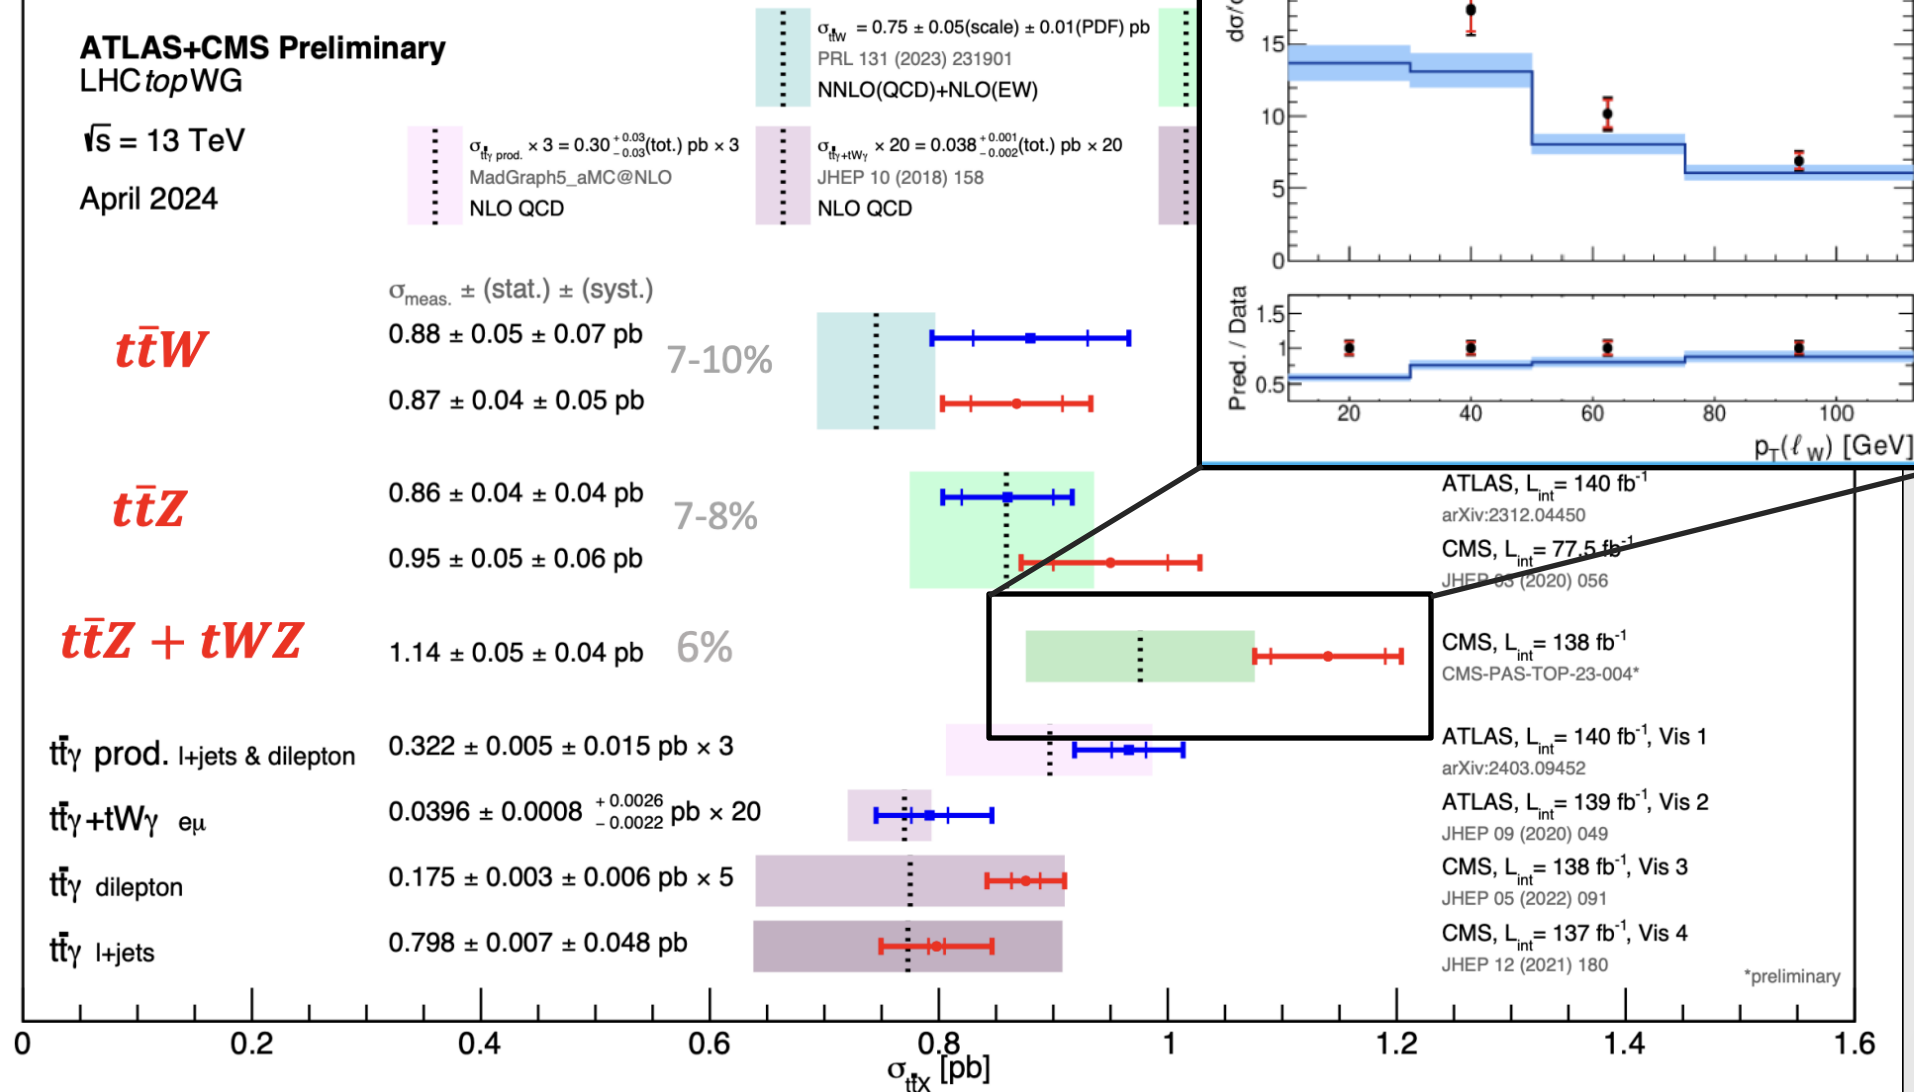 ATLAS+CMS Preliminary
LHCtopWG
√s = 13 TeV
April 2024
σtt̄W = 0.75 ± 0.05(scale) ± 0.01(PDF) pb
PRL 131 (2023) 231901
NNLO(QCD)+NLO(EW)
σtt̄γ prod. × 3 = 0.30 +0.03 −0.03(tot.) pb × 3
MadGraph5_aMC@NLO
NLO QCD
σtt̄γ+tWγ × 20 = 0.038 +0.001 −0.002(tot.) pb × 20
JHEP 10 (2018) 158
NLO QCD
15
10
5
0
Pred. / Data
1.5
1
0.5
20 40 60 80 100
pT(ℓW) [GeV]
σmeas. ± (stat.) ± (syst.)
tt̄W
0.88 ± 0.05 ± 0.07 pb
7-10%
0.87 ± 0.04 ± 0.05 pb
tt̄Z
0.86 ± 0.04 ± 0.04 pb
7-8%
ATLAS, Lint= 140 fb-1
arXiv:2312.04450
0.95 ± 0.05 ± 0.06 pb
CMS, Lint= 77.5 fb-1
JHEP 03 (2020) 056
tt̄Z + tWZ
1.14 ± 0.05 ± 0.04 pb
6%
CMS, Lint= 138 fb-1
CMS-PAS-TOP-23-004*
tt̄γ prod. l+jets & dilepton
0.322 ± 0.005 ± 0.015 pb × 3
ATLAS, Lint= 140 fb-1, Vis 1
arXiv:2403.09452
tt̄γ+tWγ eμ
0.0396 ± 0.0008 +0.0026 −0.0022 pb × 20
ATLAS, Lint= 139 fb-1, Vis 2
JHEP 09 (2020) 049
tt̄γ dilepton
0.175 ± 0.003 ± 0.006 pb × 5
CMS, Lint= 138 fb-1, Vis 3
JHEP 05 (2022) 091
tt̄γ l+jets
0.798 ± 0.007 ± 0.048 pb
CMS, Lint= 137 fb-1, Vis 4
JHEP 12 (2021) 180
*preliminary
0 0.2 0.4 0.6 0.8 1 1.2 1.4 1.6
σtt̄X [pb]